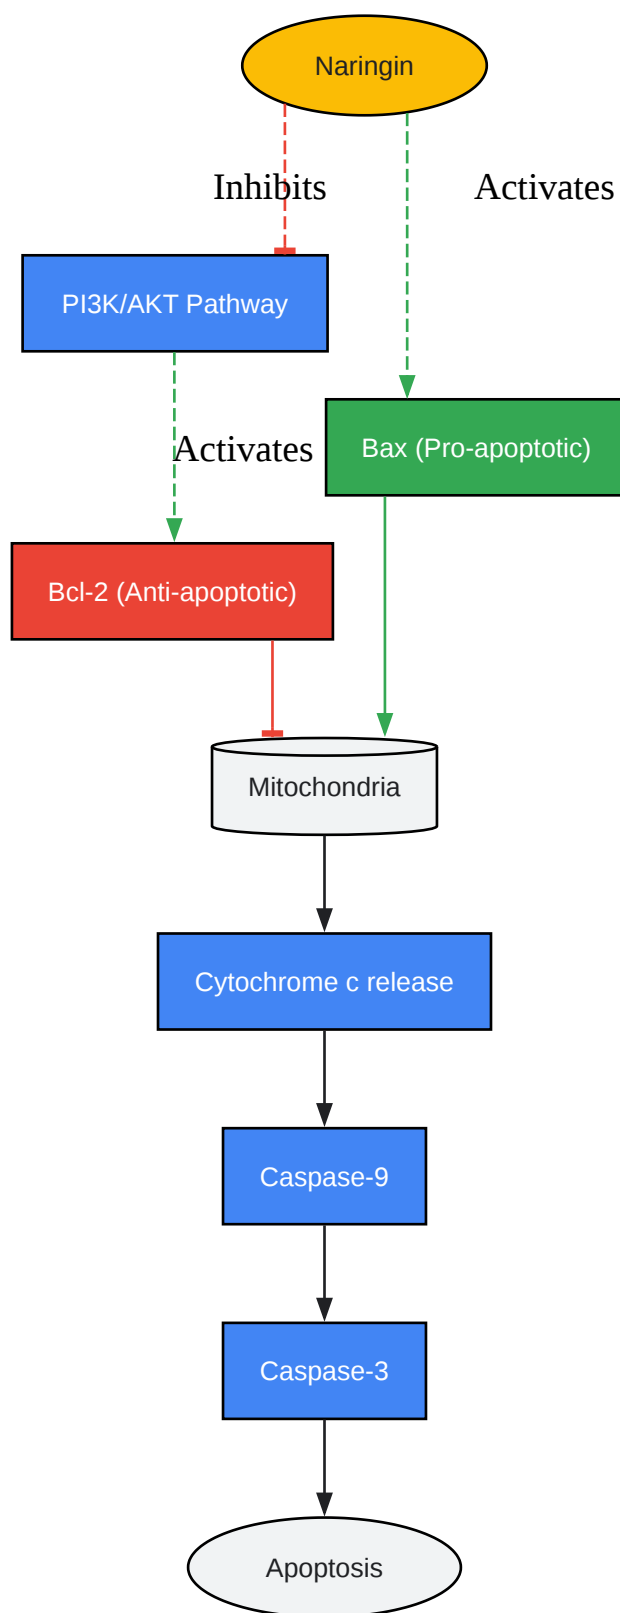 Naringin
Inhibits
Activates
PI3K/AKT Pathway
Activates
Bax (Pro-apoptotic)
Bcl-2 (Anti-apoptotic)
Mitochondria
Cytochrome c release
Caspase-9
Caspase-3
Apoptosis